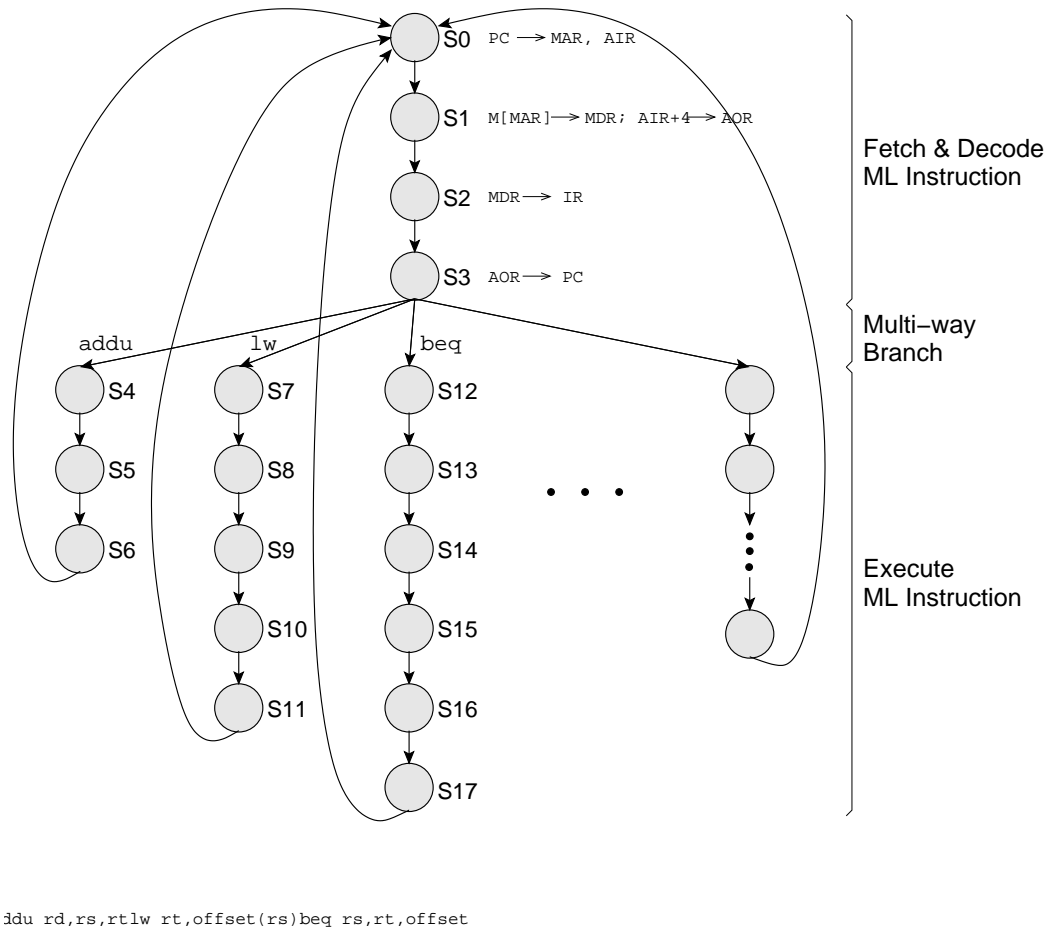 S0 PC → MAR, AIR
S1 M[MAR] → MDR; AIR+4 → AOR
Fetch & Decode
ML Instruction
S2 MDR → IR
S3 AOR → PC
Multi−way
Branch
addu lw beq
S4 S7 S12
S5 S8 S13
. . .
S6 S9 S14
Execute
ML Instruction
S10 S15
S11 S16
S17
ddu rd,rs,rtlw rt,offset(rs)beq rs,rt,offset